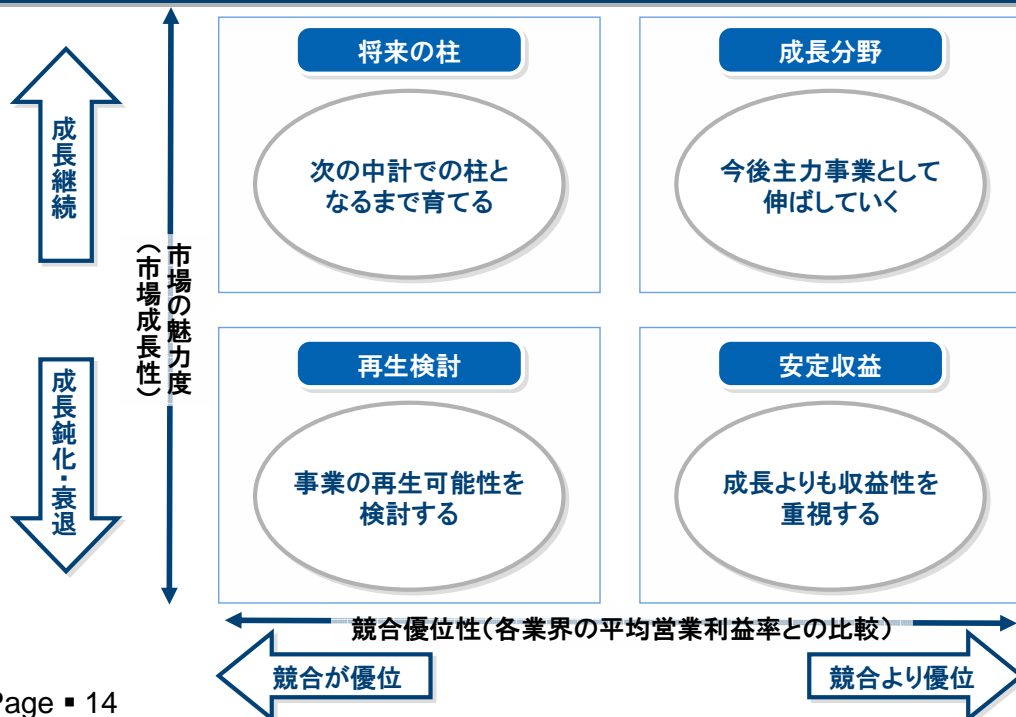 将来の柱
次の中計での柱と
なるまで育てる
成長分野
今後主力事業として
伸ばしていく
成長継続
市場の魅力度
（市場成長性）
成長鈍化・衰退
再生検討
事業の再生可能性を
検討する
安定収益
成長よりも収益性を
重視する
競合優位性（各業界の平均営業利益率との比較）
競合が優位
競合より優位
Page ▪ 14